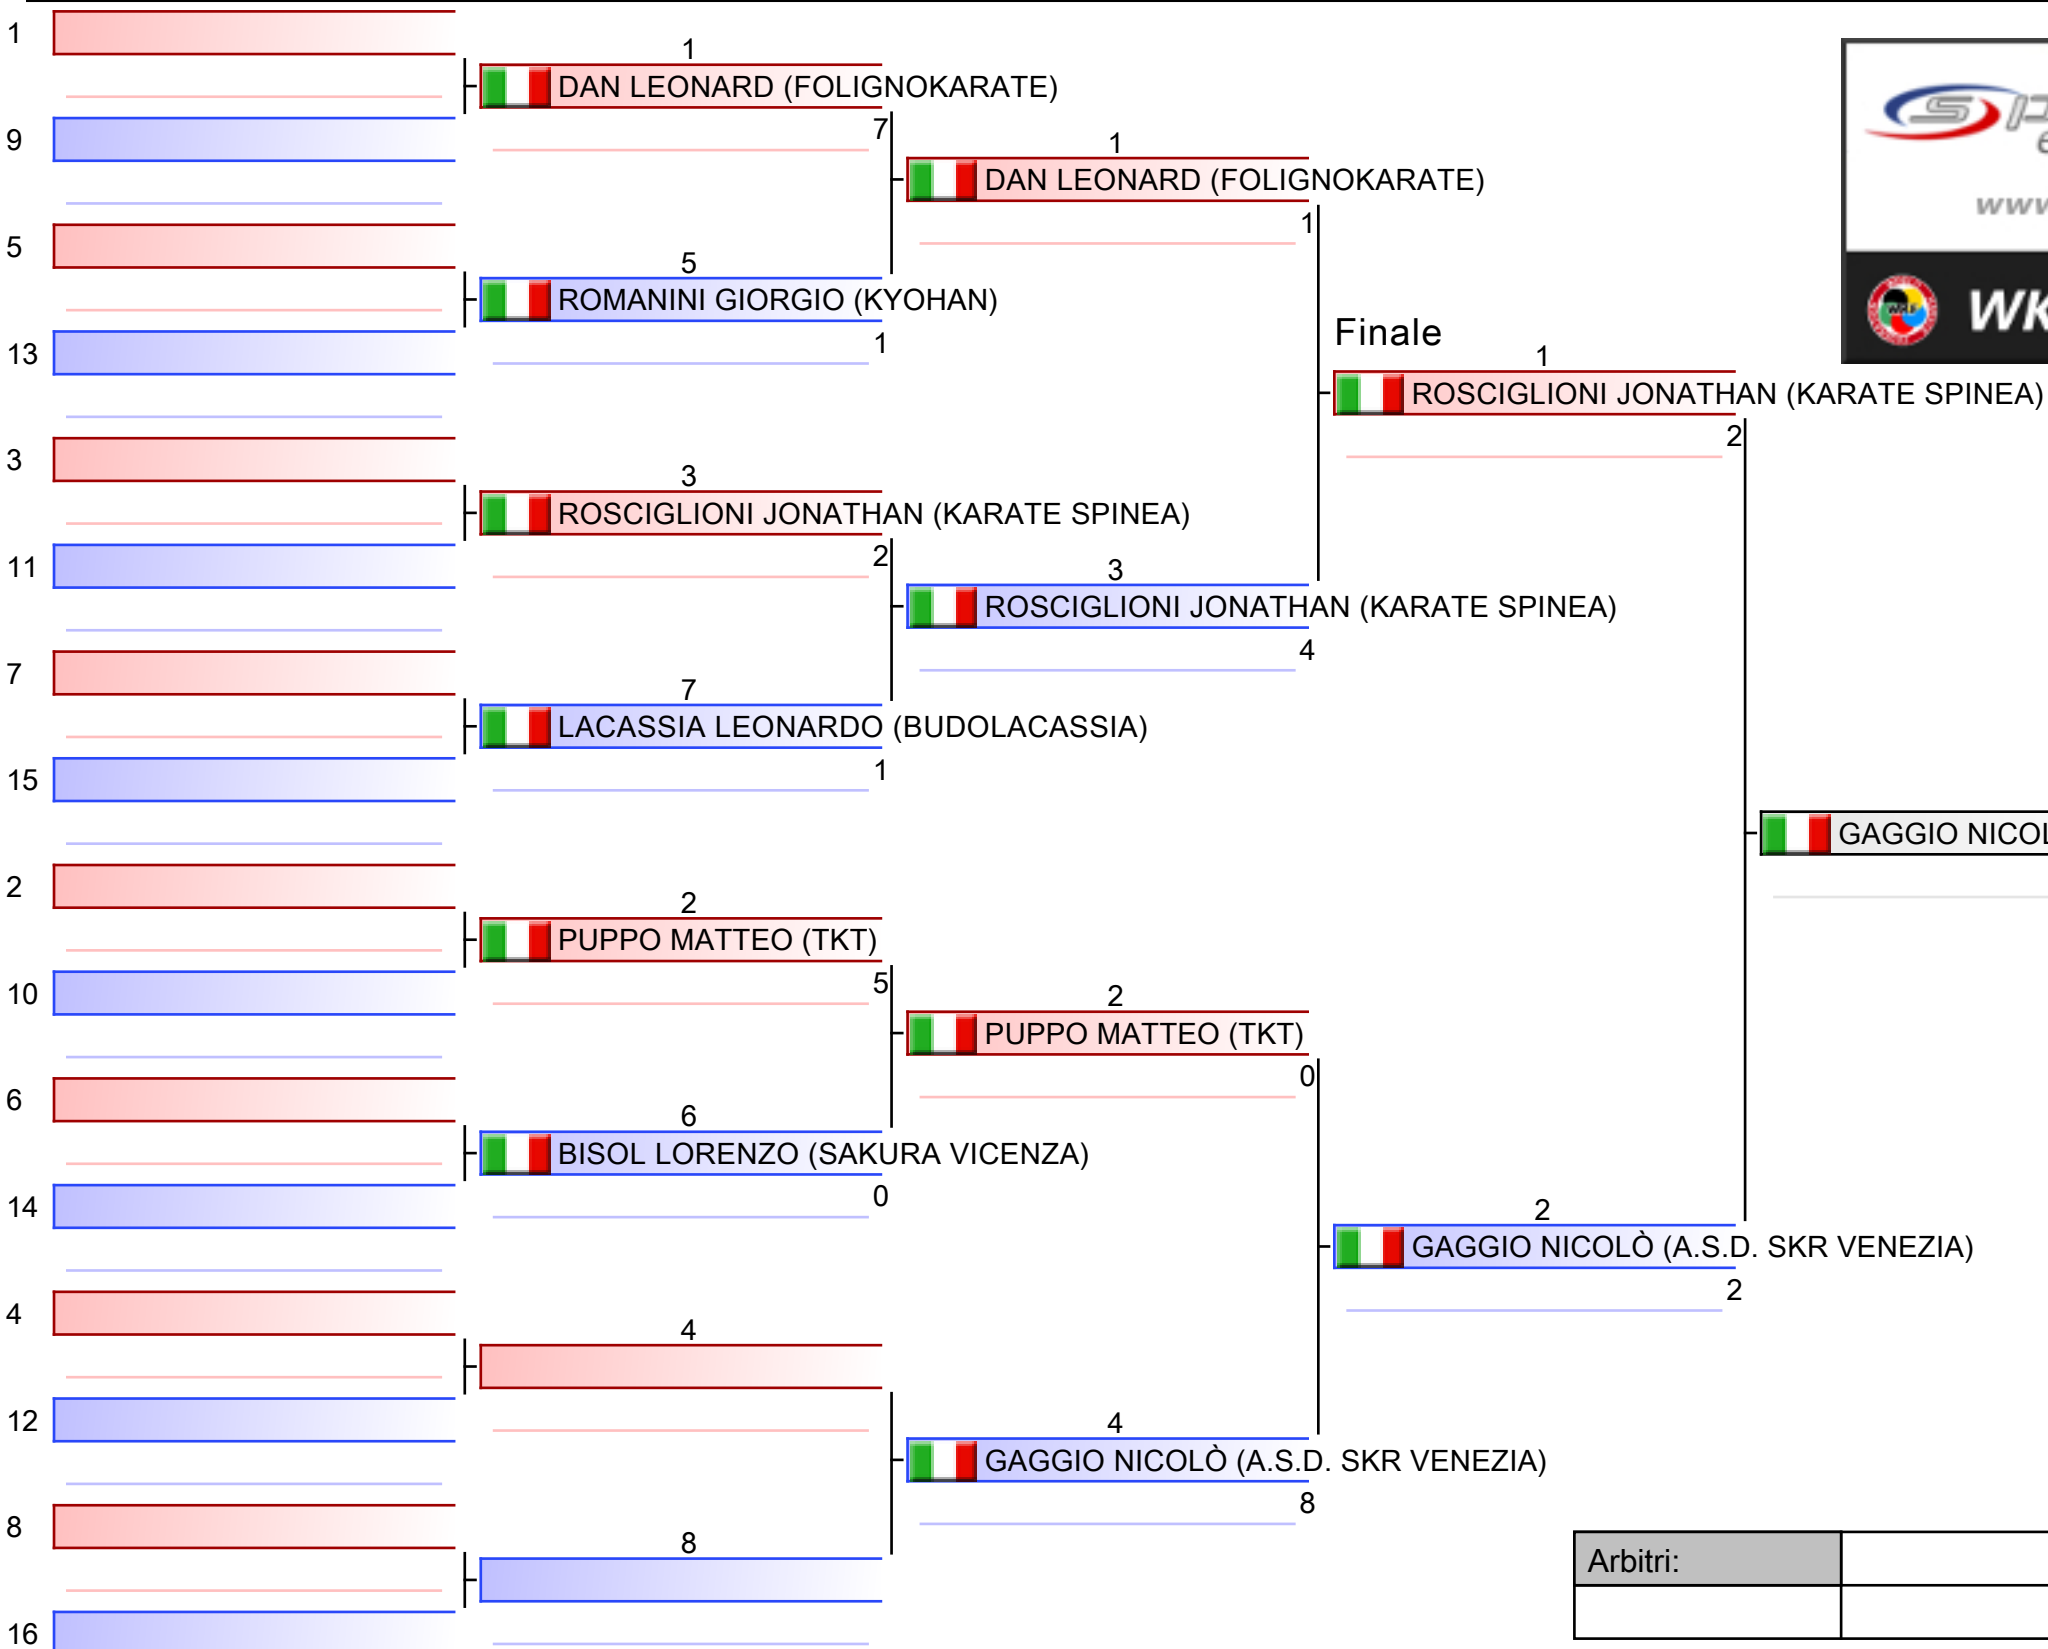 1
9
5
13
3
11
7
15
2
10
6
14
4
12
8
16
1
DAN LEONARD (FOLIGNOKARATE)
7
5
ROMANINI GIORGIO (KYOHAN)
1
3
ROSCIGLIONI JONATHAN (KARATE SPINEA)
2
7
LACASSIA LEONARDO (BUDOLACASSIA)
1
2
PUPPO MATTEO (TKT)
5
6
BISOL LORENZO (SAKURA VICENZA)
0
4
8
1
DAN LEONARD (FOLIGNOKARATE)
1
3
ROSCIGLIONI JONATHAN (KARATE SPINEA)
4
2
PUPPO MATTEO (TKT)
0
4
GAGGIO NICOLÒ (A.S.D. SKR VENEZIA)
8
Finale
1
ROSCIGLIONI JONATHAN (KARATE SPINEA)
2
2
GAGGIO NICOLÒ (A.S.D. SKR VENEZIA)
2
GAGGIO NICOL
www
WK
Arbitri: